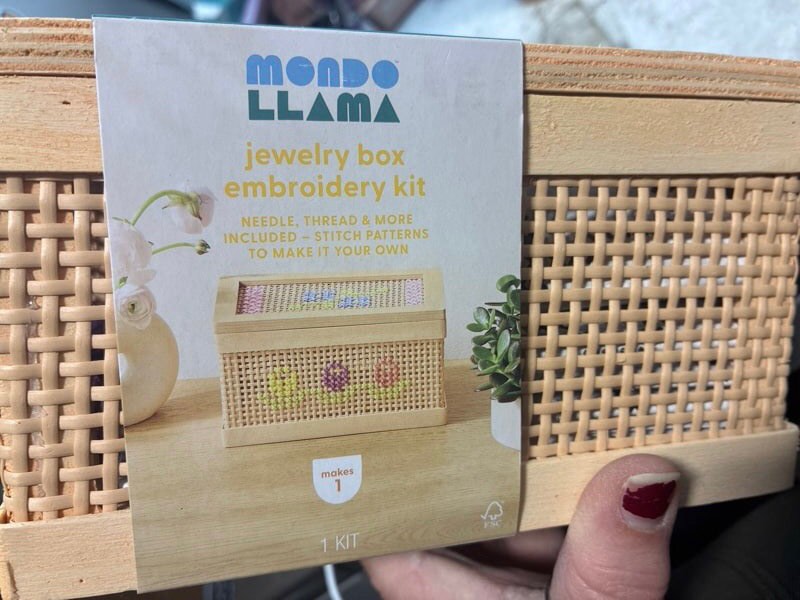 MONDO
LLAMA
jewelry box
embroidery kit
NEEDLE, THREAD & MORE
INCLUDED – STITCH PATTERNS
TO MAKE IT YOUR OWN
makes
1
FSC
1 KIT